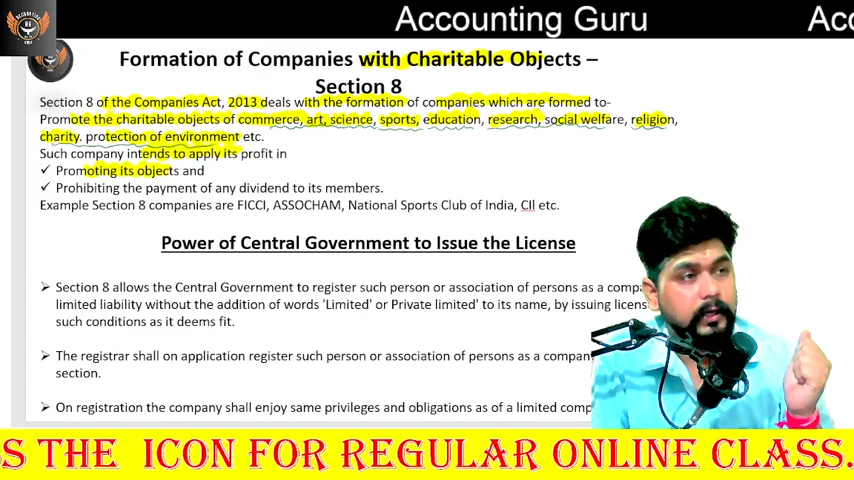 Accounting Guru
Acc
Formation of Companies with Charitable Objects –
Section 8
Section 8 of the Companies Act, 2013 deals with the formation of companies which are formed to-
Promote the charitable objects of commerce, art, science, sports, education, research, social welfare, religion,
charity. protection of environment etc.
Such company intends to apply its profit in
✓ Promoting its objects and
✓ Prohibiting the payment of any dividend to its members.
Example Section 8 companies are FICCI, ASSOCHAM, National Sports Club of India, CII etc.
Power of Central Government to Issue the License
➢ Section 8 allows the Central Government to register such person or association of persons as a
limited liability without the addition of words 'Limited' or Private limited' to its name, by issuing
such conditions as it deems fit.
➢ The registrar shall on application register such person or association of persons as a
section.
➢ On registration the company shall enjoy same privileges and obligations as of a limited
S THE ICON FOR REGULAR ONLINE CLASS.